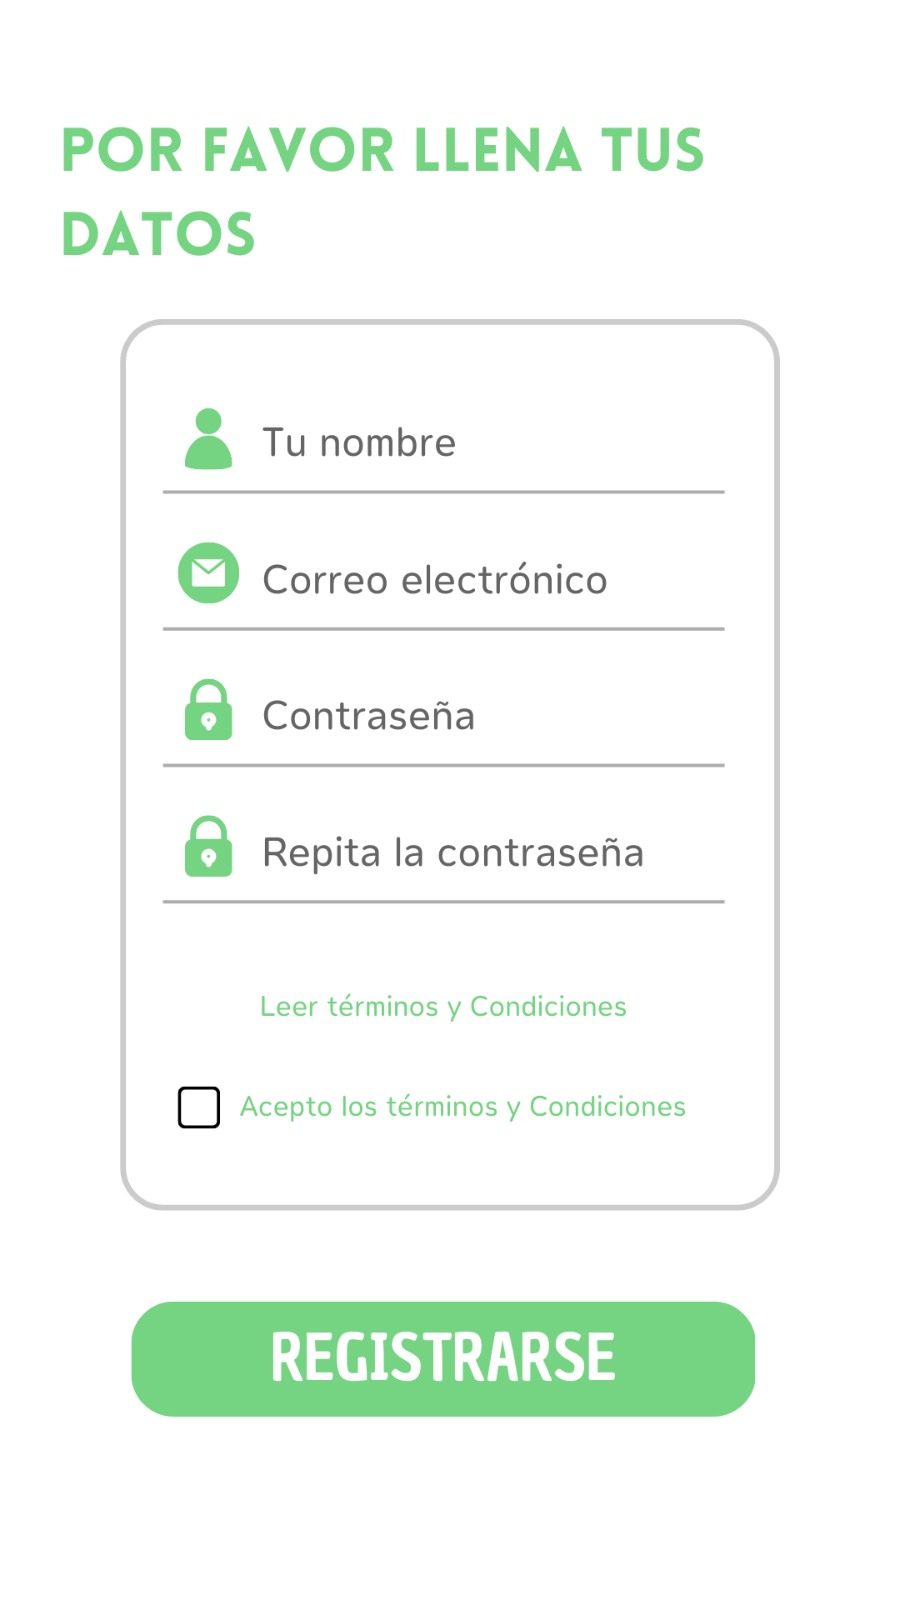 POR FAVOR LLENA TUS
DATOS
Tu nombre
Correo electrónico
Contraseña
Repita la contraseña
Leer términos y Condiciones
Acepto los términos y Condiciones
REGISTRARSE